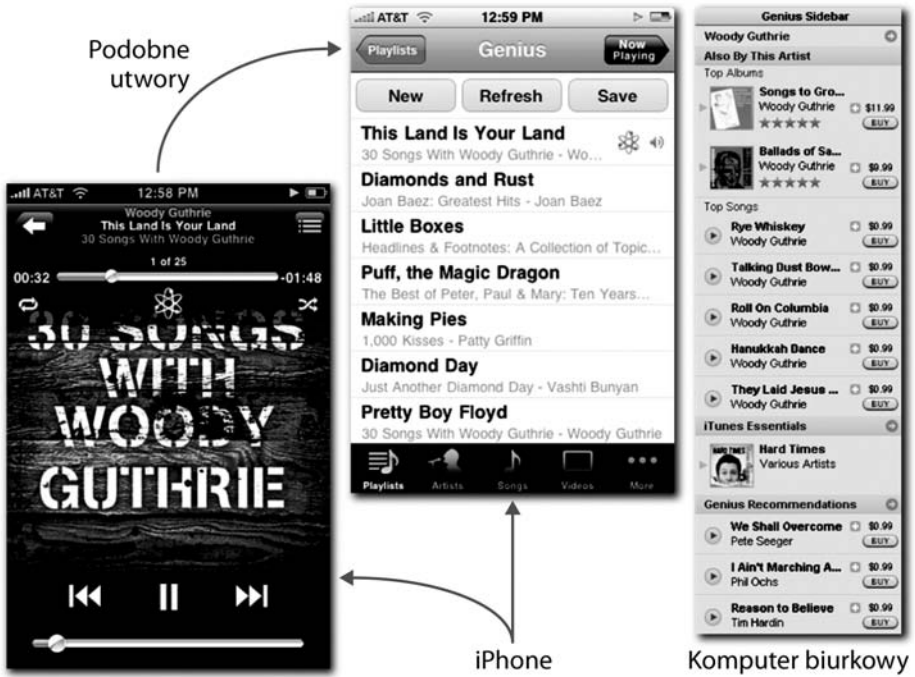 Podobne
utwory
AT&T 12:58 PM
Woody Guthrie
This Land Is Your Land
30 Songs With Woody Guthrie
1 of 25
00:32 -01:48
30 SONGS
WITH
WOODY
GUTHRIE
AT&T 12:59 PM
Playlists Genius Now Playing
New Refresh Save
This Land Is Your Land
30 Songs With Woody Guthrie - Wo...
Diamonds and Rust
Joan Baez: Greatest Hits - Joan Baez
Little Boxes
Headlines & Footnotes: A Collection of Topic...
Puff, the Magic Dragon
The Best of Peter, Paul & Mary: Ten Years...
Making Pies
1,000 Kisses - Patty Griffin
Diamond Day
Just Another Diamond Day - Vashti Bunyan
Pretty Boy Floyd
30 Songs With Woody Guthrie - Woody Guthrie
Playlists Artists Songs Videos More
iPhone
Genius Sidebar
Woody Guthrie
Also By This Artist
Top Albums
Songs to Gro...
Woody Guthrie $11.99
BUY
Ballads of Sa...
Woody Guthrie $9.99
BUY
Top Songs
Rye Whiskey $0.99
Woody Guthrie BUY
Talking Dust Bow... $0.99
Woody Guthrie BUY
Roll On Columbia $0.99
Woody Guthrie BUY
Hanukkah Dance $0.99
Woody Guthrie BUY
They Laid Jesus ... $0.99
Woody Guthrie BUY
iTunes Essentials
HARD TIMES
Hard Times
Various Artists
Genius Recommendations
We Shall Overcome $0.99
Pete Seeger BUY
I Ain't Marching A... $0.99
Phil Ochs BUY
Reason to Believe $0.99
Tim Hardin BUY
Komputer biurkowy